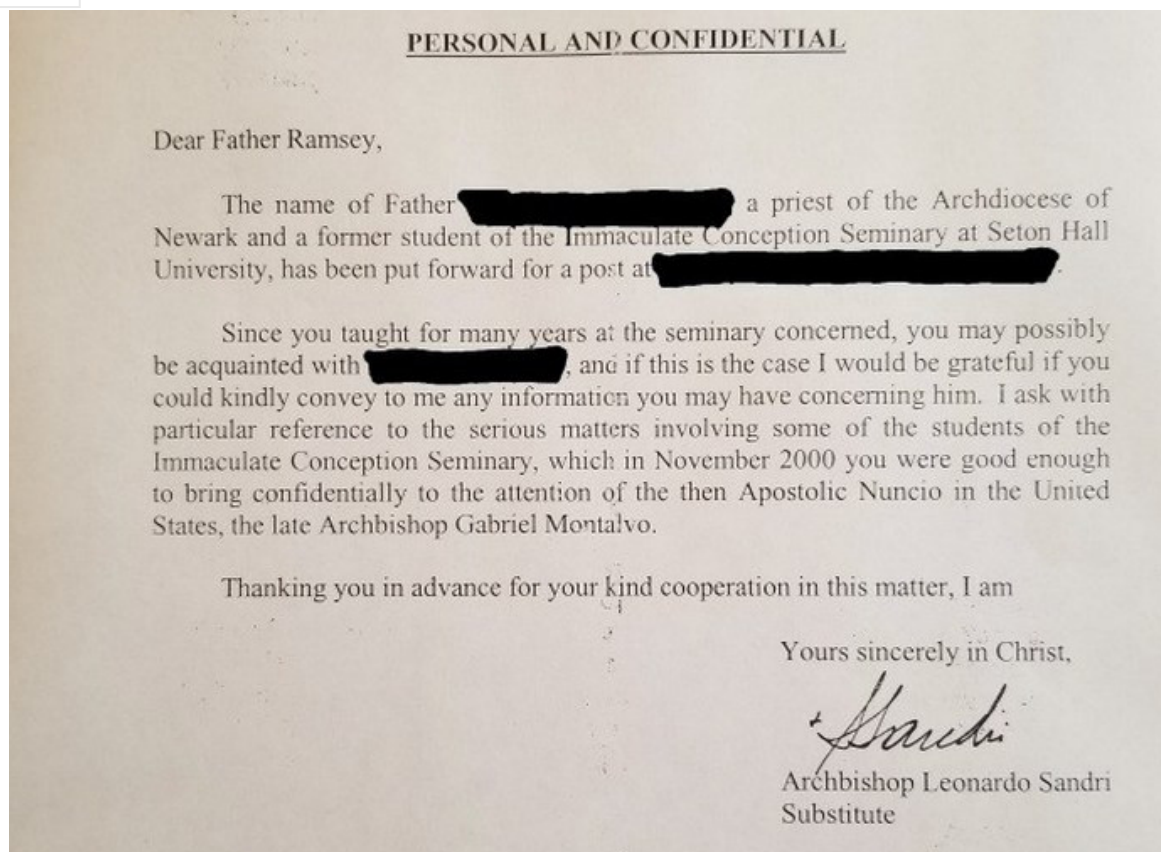 PERSONAL AND CONFIDENTIAL
Dear Father Ramsey,
The name of Father a priest of the Archdiocese of
Newark and a former student of the Immaculate Conception Seminary at Seton Hall
University, has been put forward for a post at .
Since you taught for many years at the seminary concerned, you may possibly
be acquainted with , and if this is the case I would be grateful if you
could kindly convey to me any information you may have concerning him. I ask with
particular reference to the serious matters involving some of the students of the
Immaculate Conception Seminary, which in November 2000 you were good enough
to bring confidentially to the attention of the then Apostolic Nuncio in the United
States, the late Archbishop Gabriel Montalvo.
Thanking you in advance for your kind cooperation in this matter, I am
Yours sincerely in Christ,
+ LSandri
Archbishop Leonardo Sandri
Substitute